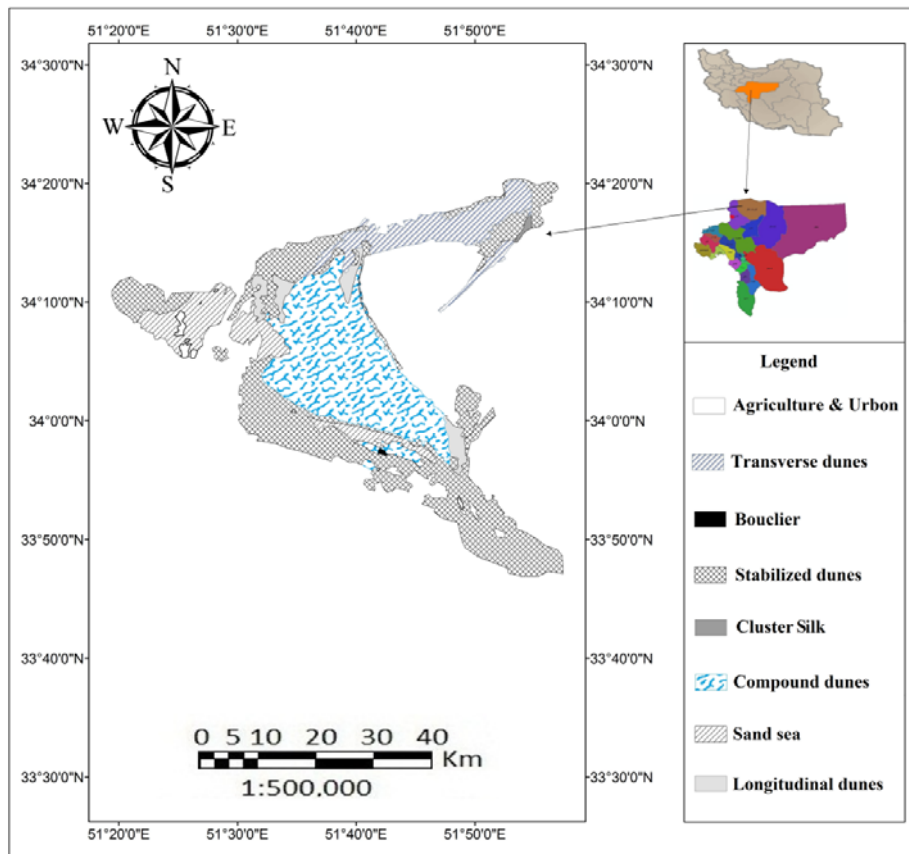 51°20'0"E 51°30'0"E 51°40'0"E 51°50'0"E
34°30'0"N 34°30'0"N
N
W E
S
34°20'0"N 34°20'0"N
34°10'0"N 34°10'0"N
34°0'0"N 34°0'0"N
33°50'0"N 33°50'0"N
33°40'0"N 33°40'0"N
33°30'0"N 33°30'0"N
0 5 10 20 30 40
Km
1:500,000
51°20'0"E 51°30'0"E 51°40'0"E 51°50'0"E
Legend
Agriculture & Urbon
Transverse dunes
Bouclier
Stabilized dunes
Cluster Silk
Compound dunes
Sand sea
Longitudinal dunes